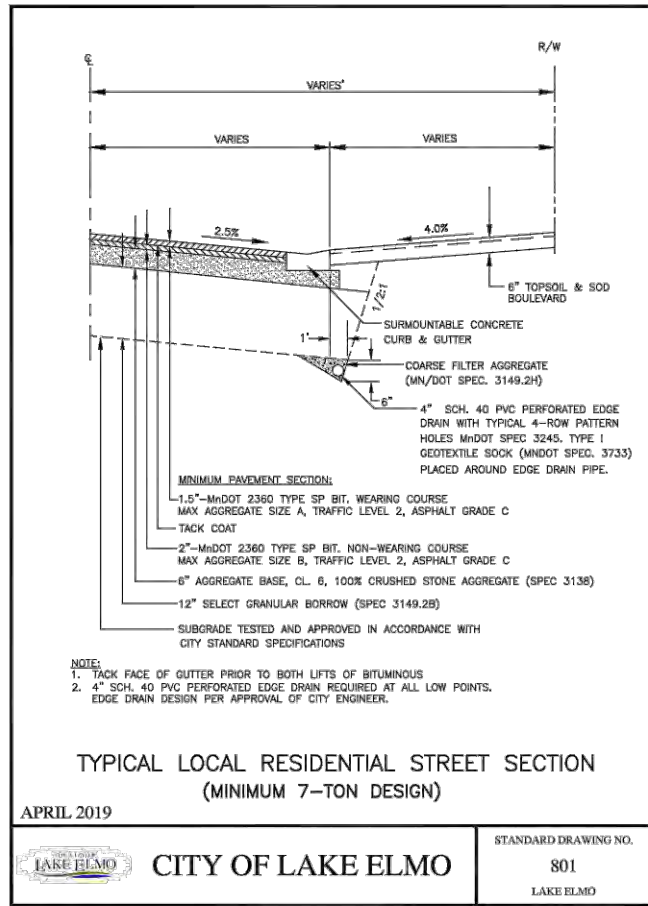 ℄
R/W
VARIES*
VARIES
VARIES
2.5%
4.0%
1/2:1
6" TOPSOIL & SOD
BOULEVARD
SURMOUNTABLE CONCRETE
CURB & GUTTER
1'
COARSE FILTER AGGREGATE
(MN/DOT SPEC. 3149.2H)
6"
4" SCH. 40 PVC PERFORATED EDGE
DRAIN WITH TYPICAL 4-ROW PATTERN
HOLES MnDOT SPEC 3245. TYPE I
GEOTEXTILE SOCK (MNDOT SPEC. 3733)
PLACED AROUND EDGE DRAIN PIPE.
MINIMUM PAVEMENT SECTION:
1.5"-MnDOT 2360 TYPE SP BIT. WEARING COURSE
MAX AGGREGATE SIZE A, TRAFFIC LEVEL 2, ASPHALT GRADE C
TACK COAT
2"-MnDOT 2360 TYPE SP BIT. NON-WEARING COURSE
MAX AGGREGATE SIZE B, TRAFFIC LEVEL 2, ASPHALT GRADE C
6" AGGREGATE BASE, CL. 6, 100% CRUSHED STONE AGGREGATE (SPEC 3138)
12" SELECT GRANULAR BORROW (SPEC 3149.2B)
SUBGRADE TESTED AND APPROVED IN ACCORDANCE WITH
CITY STANDARD SPECIFICATIONS
NOTE:
1. TACK FACE OF GUTTER PRIOR TO BOTH LIFTS OF BITUMINOUS
2. 4" SCH. 40 PVC PERFORATED EDGE DRAIN REQUIRED AT ALL LOW POINTS.
EDGE DRAIN DESIGN PER APPROVAL OF CITY ENGINEER.
TYPICAL LOCAL RESIDENTIAL STREET SECTION
(MINIMUM 7-TON DESIGN)
APRIL 2019
LAKE ELMO
CITY OF LAKE ELMO
STANDARD DRAWING NO.
801
LAKE ELMO